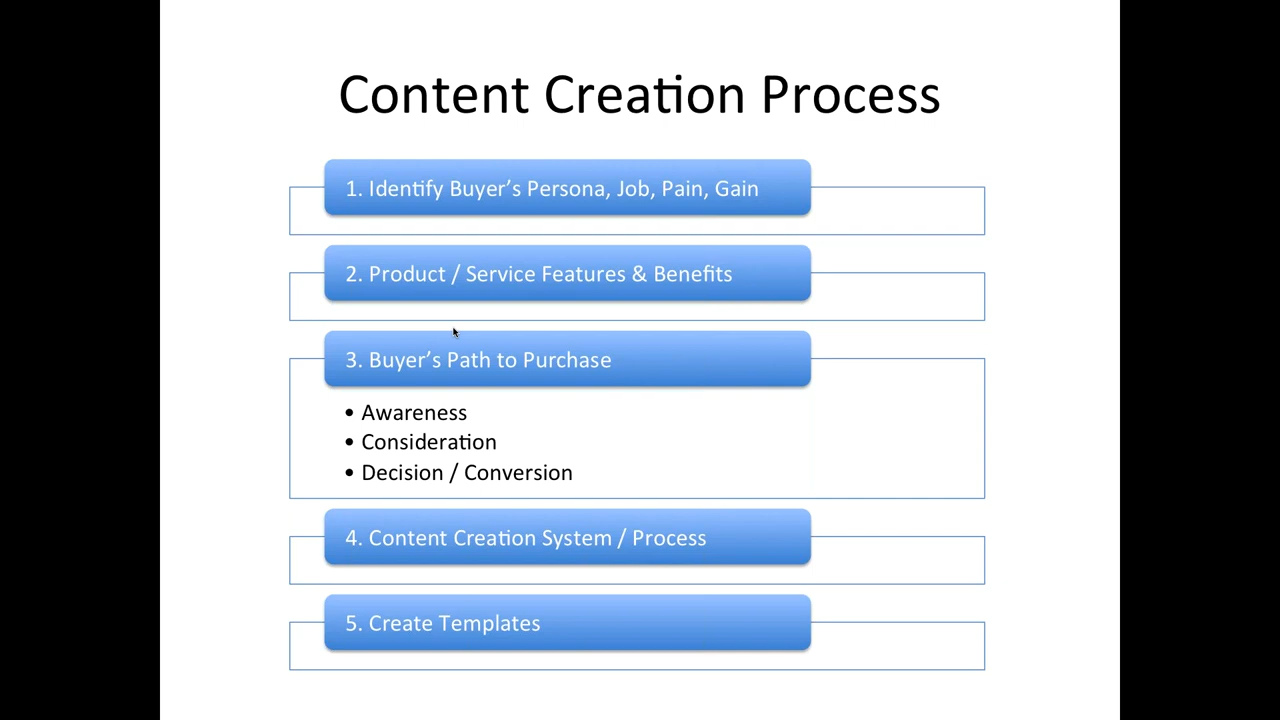 Content Creation Process
1. Identify Buyer’s Persona, Job, Pain, Gain
2. Product / Service Features & Benefits
3. Buyer’s Path to Purchase
• Awareness
• Consideration
• Decision / Conversion
4. Content Creation System / Process
5. Create Templates